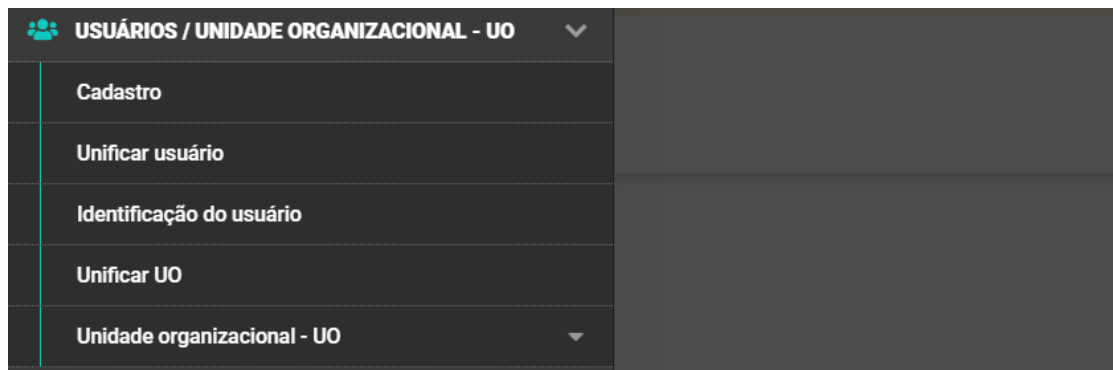 USUÁRIOS / UNIDADE ORGANIZACIONAL - UO
Cadastro
Unificar usuário
Identificação do usuário
Unificar UO
Unidade organizacional - UO